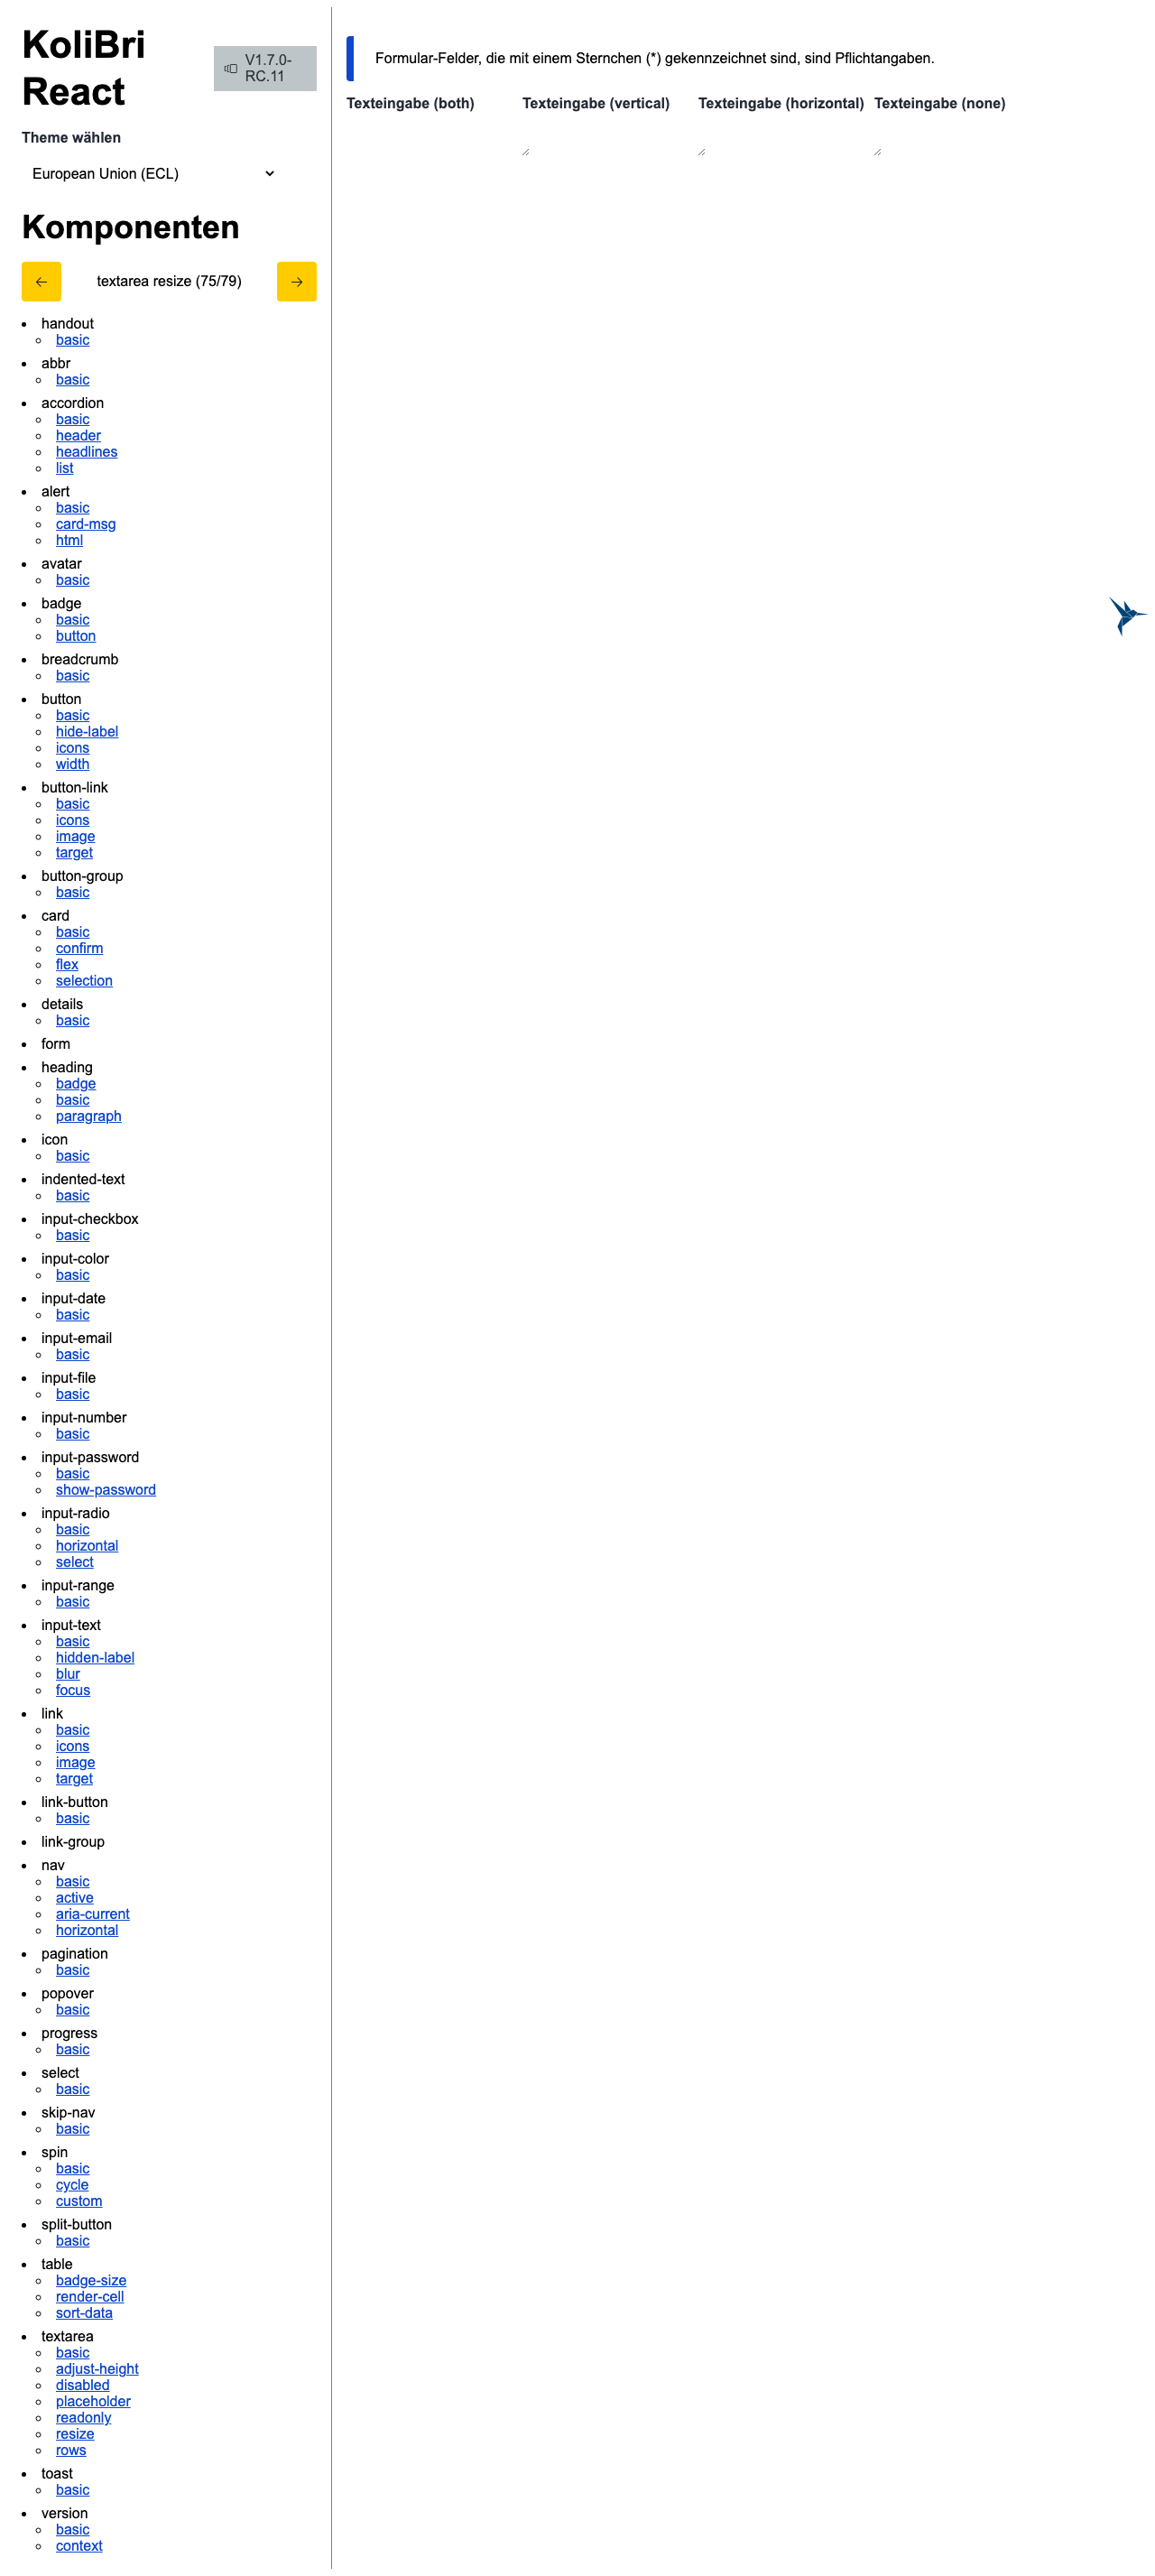 KoliBri
React
V1.7.0-
RC.11
Theme wählen
European Union (ECL)
Komponenten
textarea resize (75/79)
handout
basic
abbr
basic
accordion
basic
header
headlines
list
alert
basic
card-msg
html
avatar
basic
badge
basic
button
breadcrumb
basic
button
basic
hide-label
icons
width
button-link
basic
icons
image
target
button-group
basic
card
basic
confirm
flex
selection
details
basic
form
heading
badge
basic
paragraph
icon
basic
indented-text
basic
input-checkbox
basic
input-color
basic
input-date
basic
input-email
basic
input-file
basic
input-number
basic
input-password
basic
show-password
input-radio
basic
horizontal
select
input-range
basic
input-text
basic
hidden-label
blur
focus
link
basic
icons
image
target
link-button
basic
link-group
nav
basic
active
aria-current
horizontal
pagination
basic
popover
basic
progress
basic
select
basic
skip-nav
basic
spin
basic
cycle
custom
split-button
basic
table
badge-size
render-cell
sort-data
textarea
basic
adjust-height
disabled
placeholder
readonly
resize
rows
toast
basic
version
basic
context
Formular-Felder, die mit einem Sternchen (*) gekennzeichnet sind, sind Pflichtangaben.
Texteingabe (both) Texteingabe (vertical) Texteingabe (horizontal) Texteingabe (none)